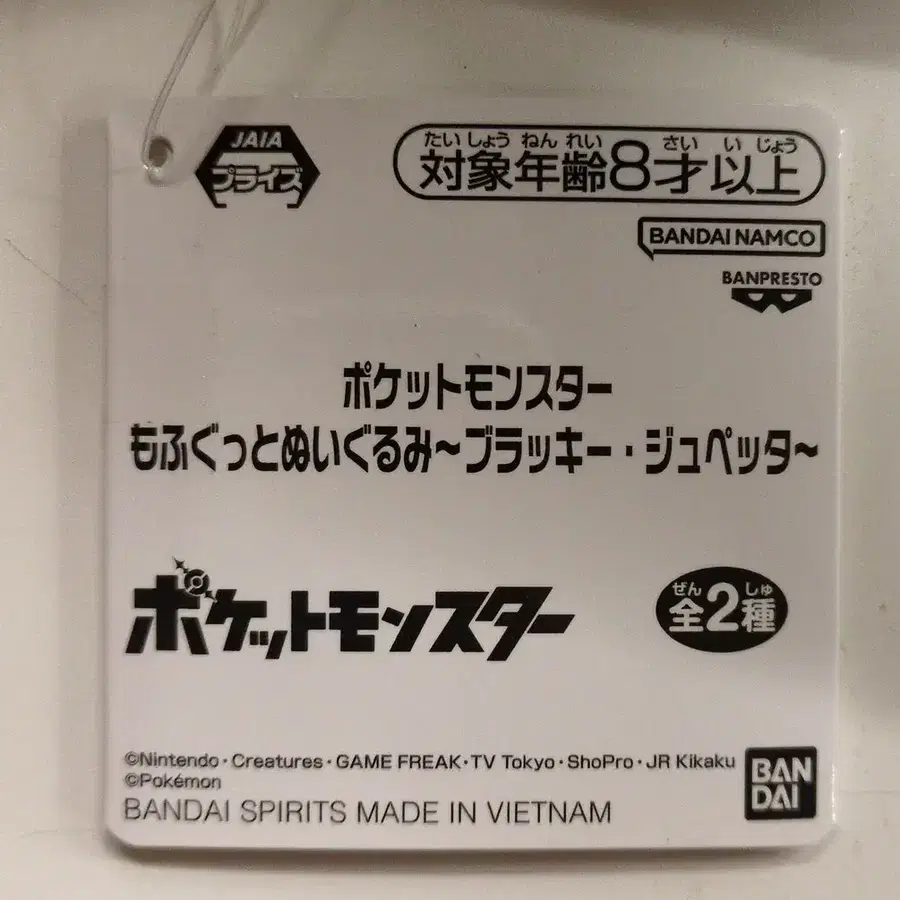 JAIA
プライズ
たいしょうねんれい さいいじょう
対象年齢8才以上
BANDAI NAMCO
BANPRESTO
ポケットモンスター
もふぐっとぬいぐるみ~ブラッキー・ジュペッタ~
ポケットモンスター
ぜん しゅ
全2種
©Nintendo・Creatures・GAME FREAK・TV Tokyo・ShoPro・JR Kikaku
©Pokémon
BANDAI SPIRITS MADE IN VIETNAM
BAN
DAI